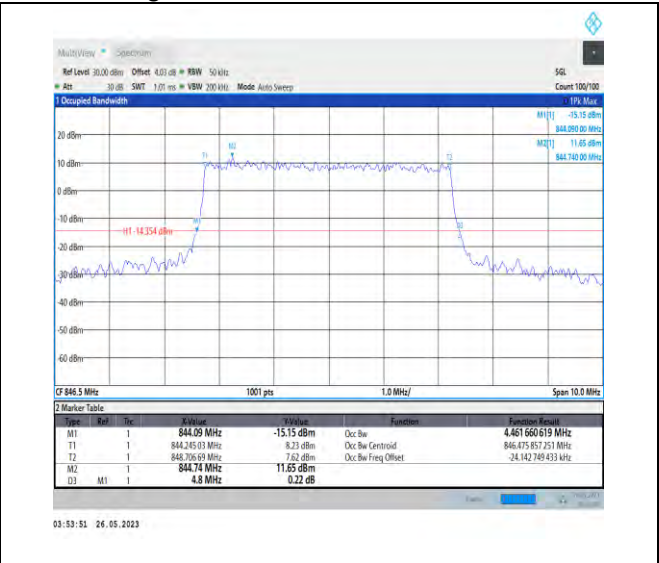 MultiView Spectrum
Ref Level 30.00 dBm Offset 4.03 dB RBW 50 kHz SGL
Att 30 dB SWT 1.01 ms VBW 200 kHz Mode Auto Sweep Count 100/100
1 Occupied Bandwidth 1Pk Max
M1[1] -15.15 dBm
844.090 00 MHz
20 dBm
M2[1] 11.65 dBm
844.740 00 MHz
M2
T1 T2
10 dBm
0 dBm
-10 dBm
M1
H1 -14.354 dBm
D3
-20 dBm
-30 dBm
-40 dBm
-50 dBm
-60 dBm
CF 846.5 MHz 1001 pts 1.0 MHz/ Span 10.0 MHz
2 Marker Table
Type Ref Trc X-Value Y-Value Function Function Result
M1 1 844.09 MHz -15.15 dBm Occ Bw 4.461 660 619 MHz
T1 1 844.245 03 MHz 8.23 dBm Occ Bw Centroid 846.475 857 251 MHz
T2 1 848.706 69 MHz 7.62 dBm Occ Bw Freq Offset -24.142 749 433 kHz
M2 1 844.74 MHz 11.65 dBm
D3 M1 1 4.8 MHz 0.22 dB
03:53:51 26.05.2023